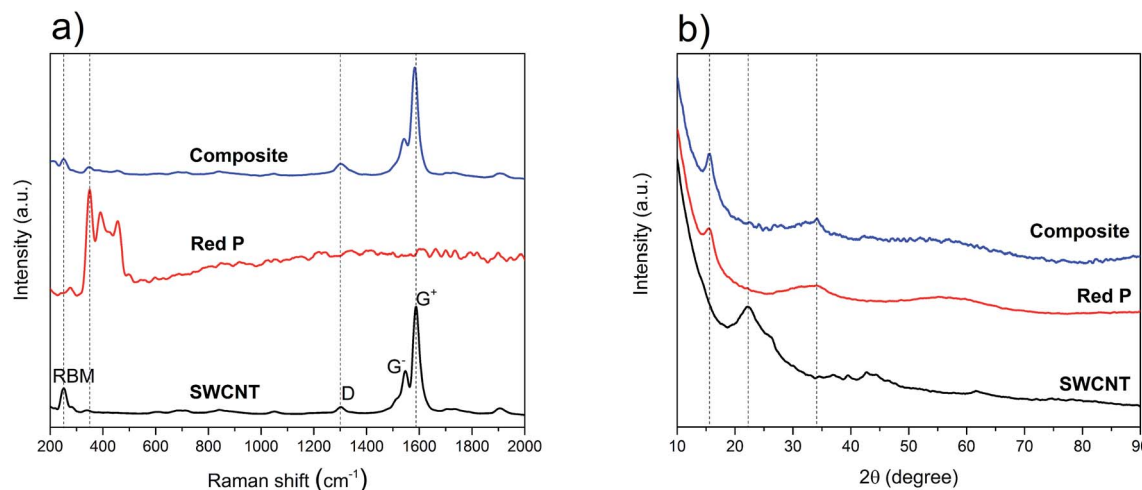 a)
Intensity (a.u.)
Composite
Red P
G⁺
G⁻
RBM
SWCNT
D
200 400 600 800 1000 1200 1400 1600 1800 2000
Raman shift (cm⁻¹)
b)
Intensity (a.u.)
Composite
Red P
SWCNT
10 20 30 40 50 60 70 80 90
2θ (degree)